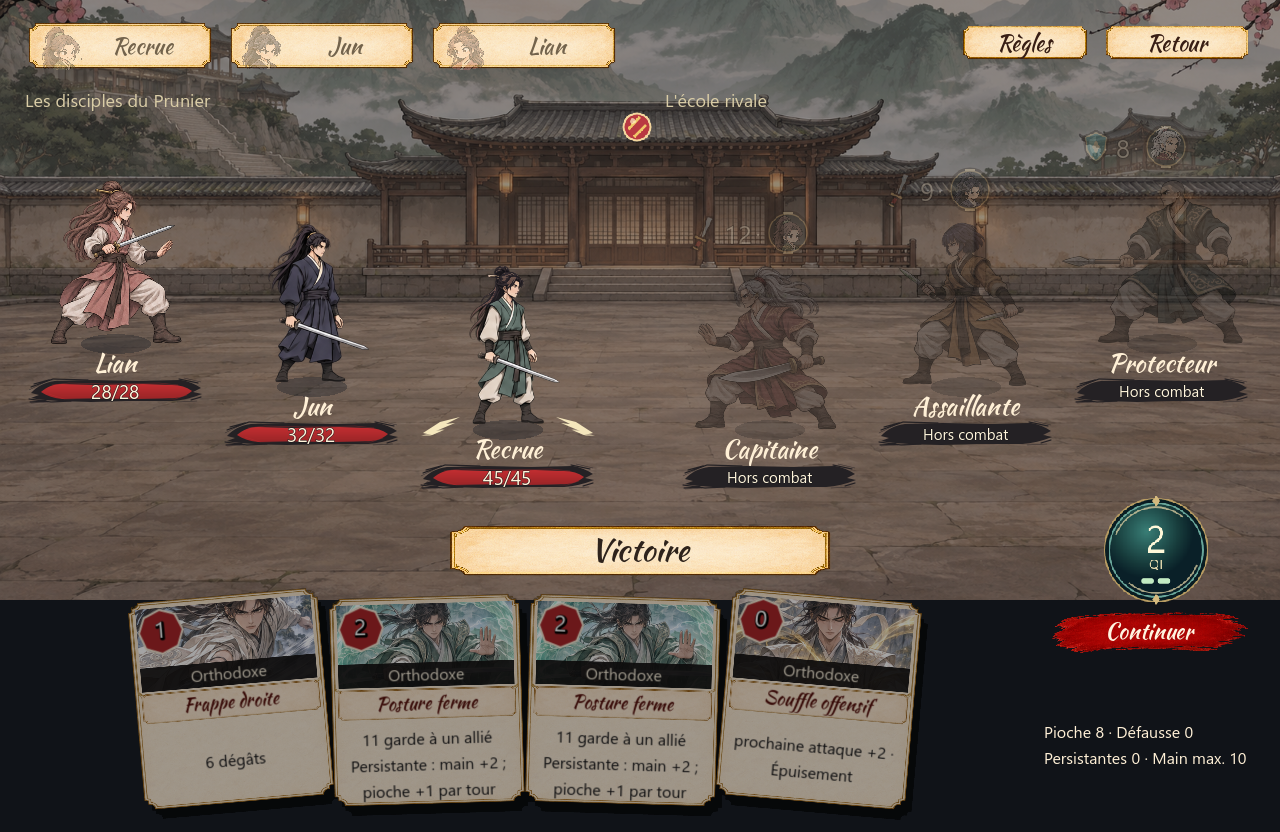 Recrue
Jun
Lian
Règles
Retour
Les disciples du Prunier
L'école rivale
8
9
12
Lian
28/28
Jun
32/32
Recrue
45/45
Capitaine
Hors combat
Assaillante
Hors combat
Protecteur
Hors combat
Victoire
2
QI
Continuer
1
Orthodoxe
Frappe droite
6 dégâts
2
Orthodoxe
Posture ferme
11 garde à un allié
Persistante : main +2 ;
pioche +1 par tour
2
Orthodoxe
Posture ferme
11 garde à un allié
Persistante : main +2 ;
pioche +1 par tour
0
Orthodoxe
Souffle offensif
prochaine attaque +2 ·
Épuisement
Pioche 8 · Défausse 0
Persistantes 0 · Main max. 10